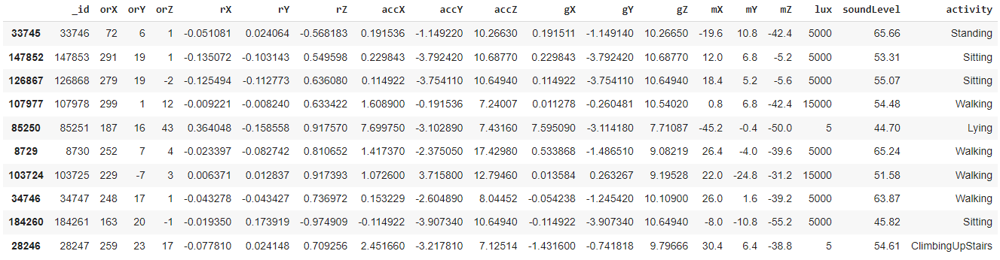 _id orX orY orZ rX rY rZ accX accY accZ gX gY gZ mX mY mZ lux soundLevel activity
33745 33746 72 6 1 -0.051081 0.024064 -0.568183 0.191536 -1.149220 10.26630 0.191511 -1.149140 10.26650 -19.6 10.8 -42.4 5000 65.66 Standing
147852 147853 291 19 1 -0.135072 -0.103143 0.549598 0.229843 -3.792420 10.68770 0.229843 -3.792420 10.68770 12.0 6.8 -5.2 5000 53.31 Sitting
126867 126868 279 19 -2 -0.125494 -0.112773 0.636080 0.114922 -3.754110 10.64940 0.114922 -3.754110 10.64940 18.4 5.2 -5.6 5000 55.07 Sitting
107977 107978 299 1 12 -0.009221 -0.008240 0.633422 1.608900 -0.191536 7.24007 0.011278 -0.260481 10.54020 0.8 6.8 -42.4 15000 54.48 Walking
85250 85251 187 16 43 0.364048 -0.158558 0.917570 7.699750 -3.102890 7.43160 7.595090 -3.114180 7.71087 -45.2 -0.4 -50.0 5 44.70 Lying
8729 8730 252 7 4 -0.023397 -0.082742 0.810652 1.417370 -2.375050 17.42980 0.533868 -1.486510 9.08219 26.4 -4.0 -39.6 5000 65.24 Walking
103724 103725 229 -7 3 0.006371 0.012837 0.917393 1.072600 3.715800 12.79460 0.013584 0.263267 9.19528 22.0 -24.8 -31.2 15000 51.58 Walking
34746 34747 248 17 1 -0.043278 -0.043427 0.736972 0.153229 -2.604890 8.04452 -0.054238 -1.245420 10.10900 26.0 1.6 -39.2 5000 63.87 Walking
184260 184261 163 20 -1 -0.019350 0.173919 -0.974909 -0.114922 -3.907340 10.64940 -0.114922 -3.907340 10.64940 -8.0 -10.8 -55.2 5000 45.82 Sitting
28246 28247 259 23 17 -0.077810 0.024148 0.709256 2.451660 -3.217810 7.12514 -1.431600 -0.741818 9.79666 30.4 6.4 -38.8 5 54.61 ClimbingUpStairs